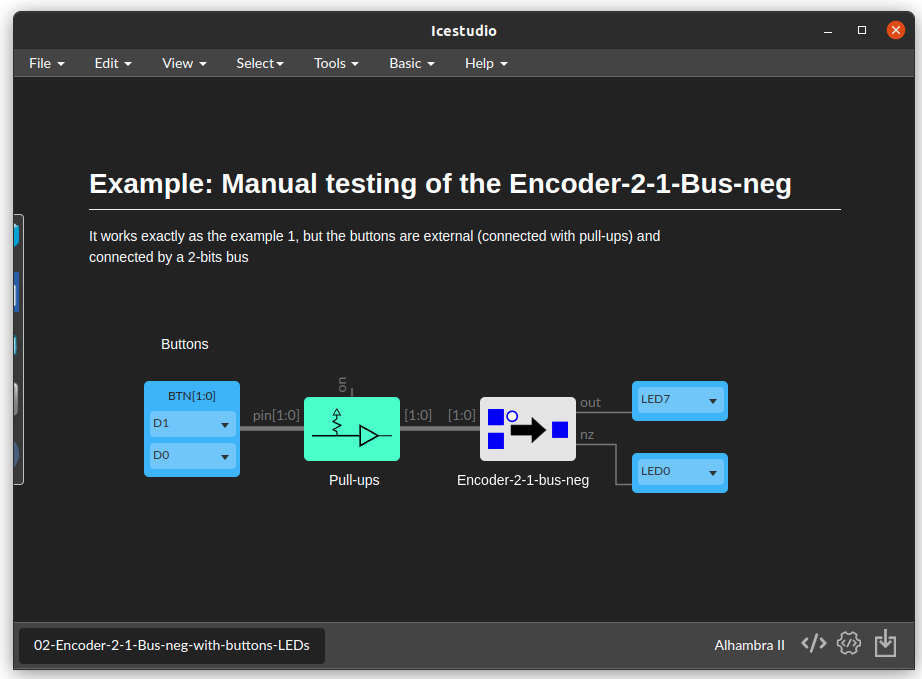 Icestudio
File Edit View Select Tools Basic Help
Example: Manual testing of the Encoder-2-1-Bus-neg
It works exactly as the example 1, but the buttons are external (connected with pull-ups) and
connected by a 2-bits bus
Buttons
BTN[1:0]
D1
D0
pin[1:0]
on
[1:0]
[1:0]
Pull-ups
Encoder-2-1-bus-neg
out
nz
LED7
LED0
02-Encoder-2-1-Bus-neg-with-buttons-LEDs
Alhambra II